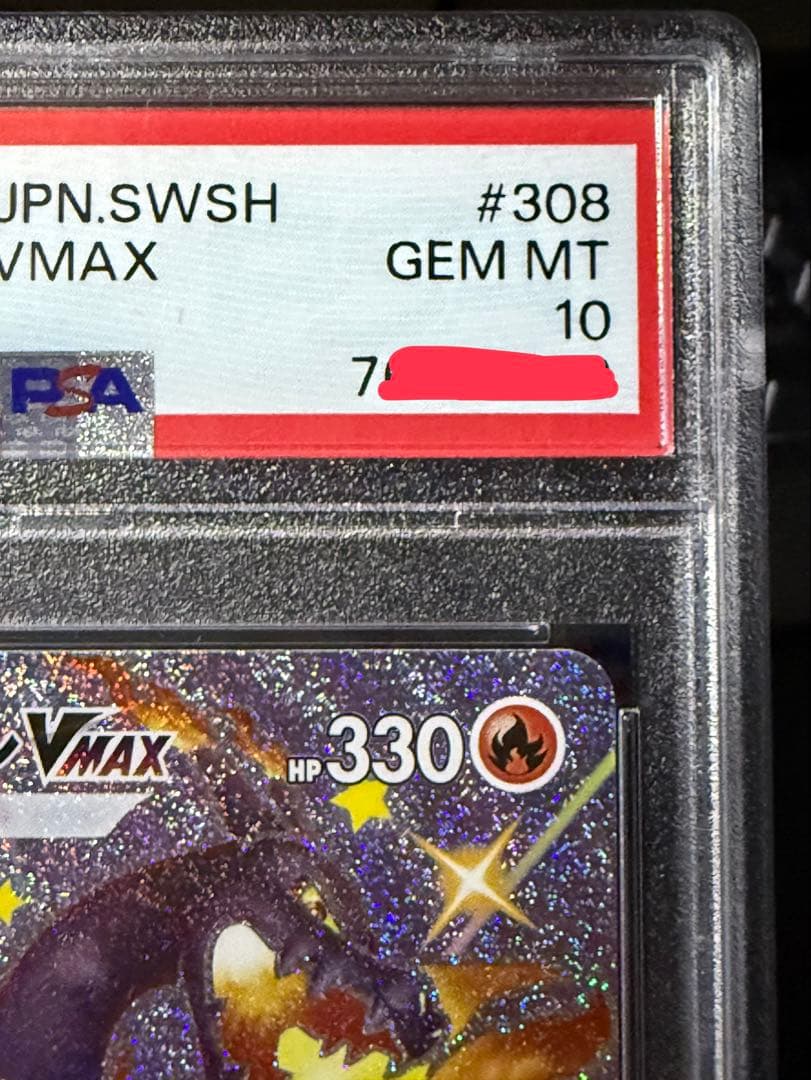 JPN.SWSH #308
VMAX GEM MT
10
PSA 7
VMAX HP330